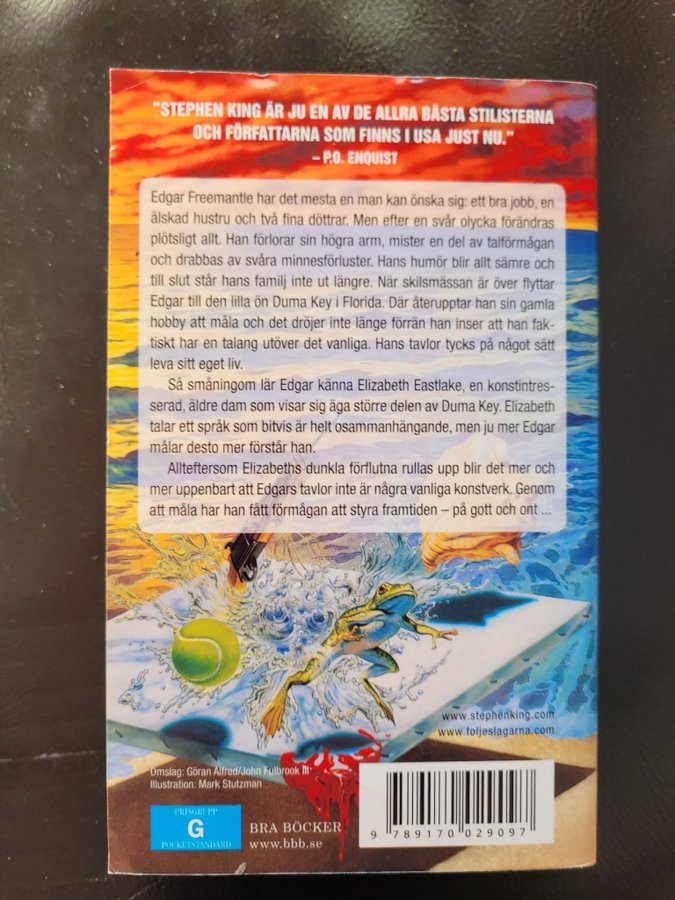 "STEPHEN KING ÄR JU EN AV DE ALLRA BÄSTA STILISTERNA
OCH FÖRFATTARNA SOM FINNS I USA JUST NU."
– P.O. ENQUIST
Edgar Freemantle har det mesta en man kan önska sig: ett bra jobb, en
älskad hustru och två fina döttrar. Men efter en svår olycka förändras
plötsligt allt. Han förlorar sin högra arm, mister en del av talförmågan
och drabbas av svåra minnesförluster. Hans humör blir allt sämre och
till slut står hans familj inte ut längre. När skilsmässan är över flyttar
Edgar till den lilla ön Duma Key i Florida. Där återupptar han sin gamla
hobby att måla och det dröjer inte länge förrän han inser att han fak-
tiskt har en talang utöver det vanliga. Hans tavlor tycks på något sätt
leva sitt eget liv.
Så småningom lär Edgar känna Elizabeth Eastlake, en konstintres-
serad, äldre dam som visar sig äga större delen av Duma Key. Elizabeth
talar ett språk som bitvis är helt osammanhängande, men ju mer Edgar
målar desto mer förstår han.
Allteftersom Elizabeths dunkla förflutna rullas upp blir det mer och
mer uppenbart att Edgars tavlor inte är några vanliga konstverk. Genom
att måla har han fått förmågan att styra framtiden – på gott och ont ...
www.stephenking.com
www.foljeslagarna.com
Omslag: Göran Alfred/John Fulbrook III
Illustration: Mark Stutzman
PRISGRUPP
G
POCKETSTANDARD
BRA BÖCKER
www.bbb.se
9 789170 029097